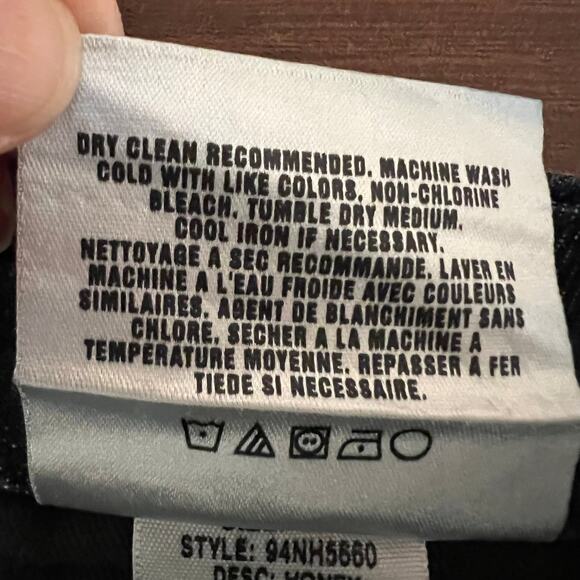 DRY CLEAN RECOMMENDED. MACHINE WASH
COLD WITH LIKE COLORS. NON-CHLORINE
BLEACH. TUMBLE DRY MEDIUM.
COOL IRON IF NECESSARY.
NETTOYAGE A SEC RECOMMANDE. LAVER EN
MACHINE A L'EAU FROIDE AVEC COULEURS
SIMILAIRES. AGENT DE BLANCHIMENT SANS
CHLORE, SECHER A LA MACHINE A
TEMPERATURE MOYENNE. REPASSER A FER
TIEDE SI NECESSAIRE.
STYLE: 94NH5660
DESC: HONEY